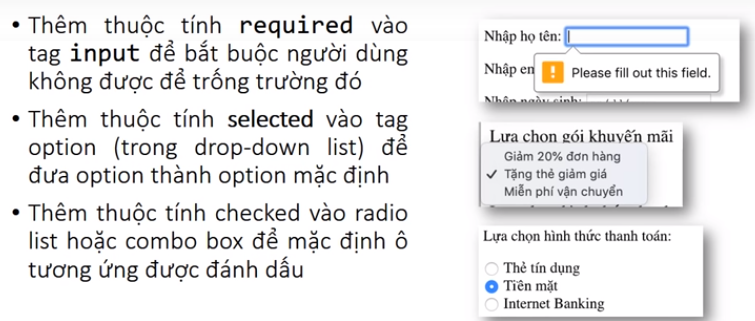 • Thêm thuộc tính required vào
tag input để bắt buộc người dùng
không được để trống trường đó
• Thêm thuộc tính selected vào tag
option (trong drop-down list) để
đưa option thành option mặc định
• Thêm thuộc tính checked vào radio
list hoặc combo box để mặc định ô
tương ứng được đánh dấu
Nhập họ tên:
Nhập em
Please fill out this field.
Nhập ngày sinh:
Lựa chọn gói khuyến mãi
Giảm 20% đơn hàng
✓ Tặng thẻ giảm giá
Miễn phí vận chuyển
Lựa chọn hình thức thanh toán:
Thẻ tín dụng
Tiền mặt
Internet Banking